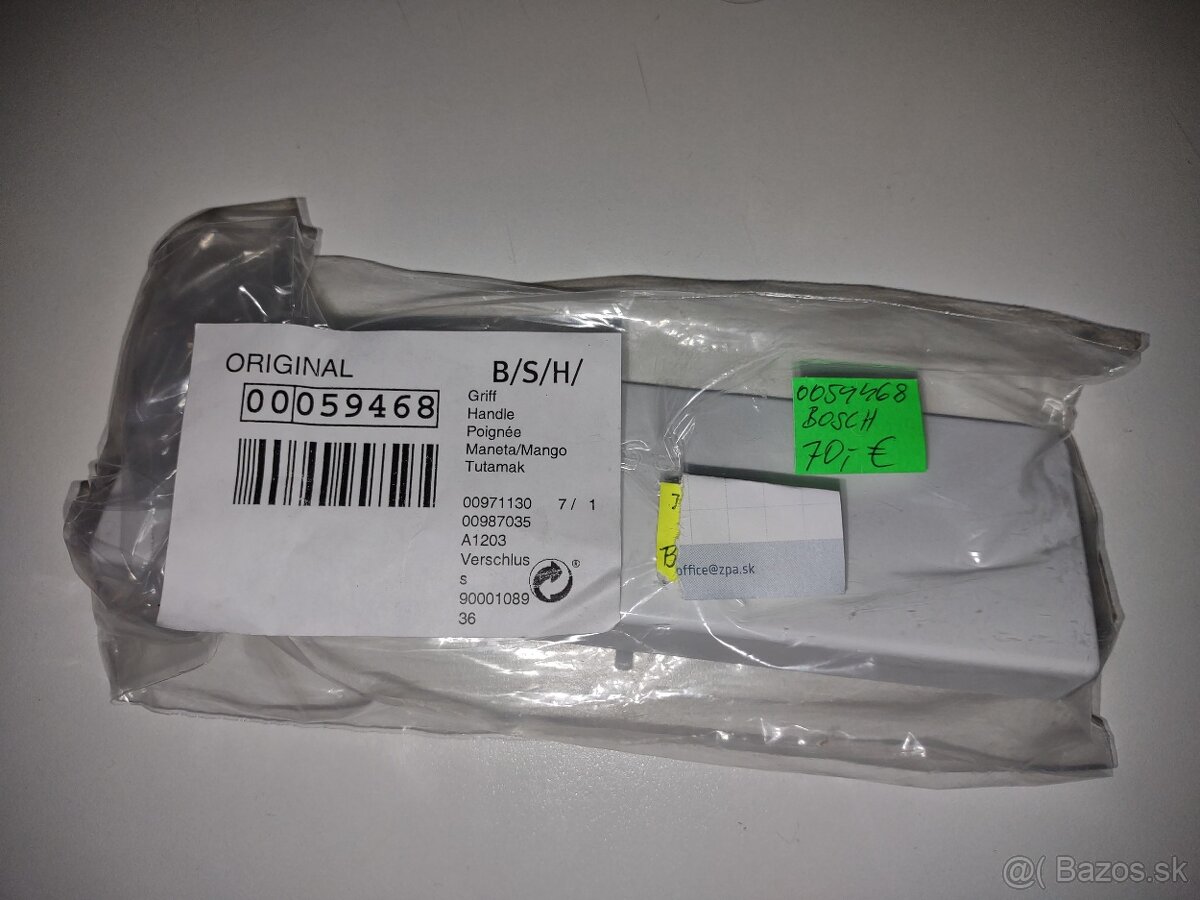 ORIGINAL
00059468
B/S/H/
Griff
Handle
Poignée
Maneta/Mango
Tutamak
00971130 7 / 1
00987035
A1203
Verschlus
s
90001089
36
®
0059468
BOSCH
70,- €
B
office@zpa.sk
@( Bazos.sk